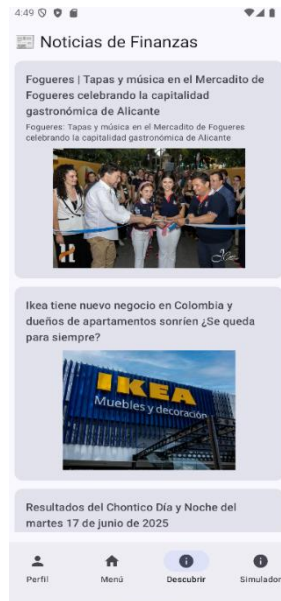 4:49
Noticias de Finanzas
Fogueres | Tapas y música en el Mercadito de
Fogueres celebrando la capitalidad
gastronómica de Alicante
Fogueres: Tapas y música en el Mercadito de Fogueres
celebrando la capitalidad gastronómica de Alicante
Ikea tiene nuevo negocio en Colombia y
dueños de apartamentos sonríen ¿Se queda
para siempre?
IKEA
Muebles y decoración
Resultados del Chontico Día y Noche del
martes 17 de junio de 2025
Perfil
Menú
Descubrir
Simulador